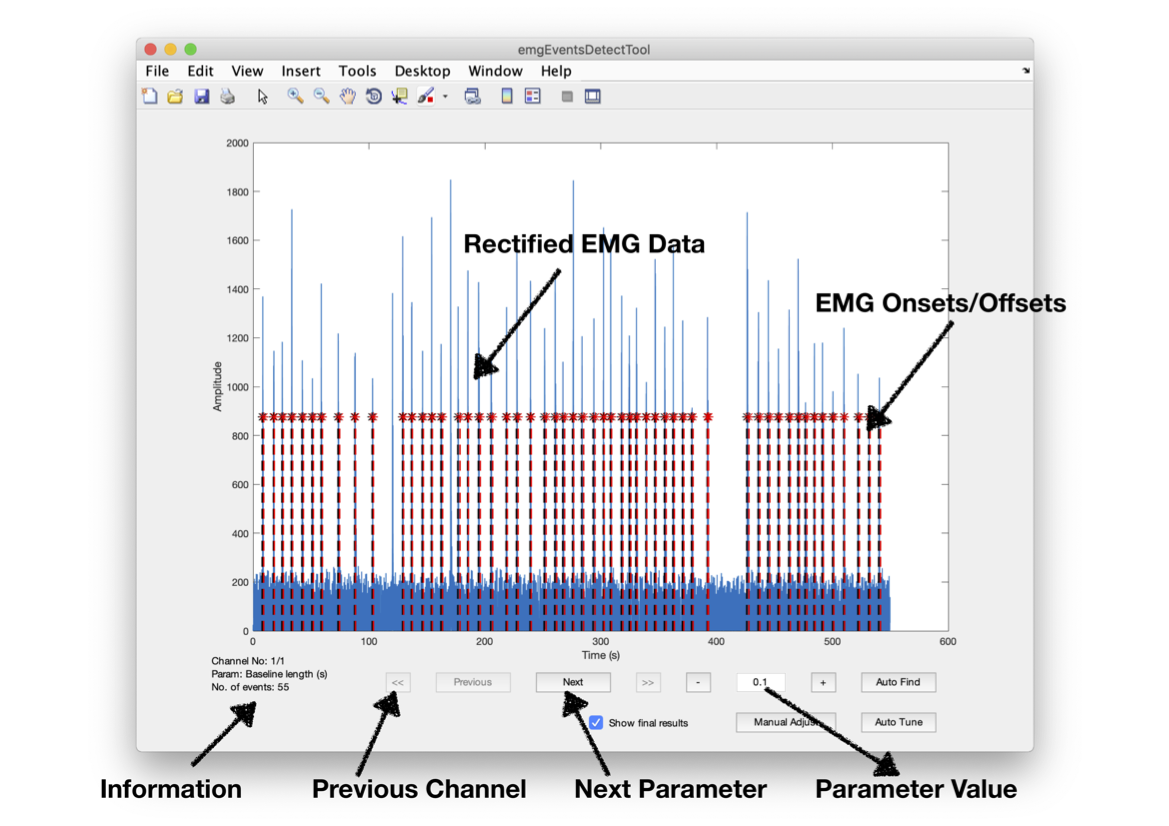 emgEventsDetectTool
File Edit View Insert Tools Desktop Window Help
2000
1800
1600
1400
1200
1000
800
600
400
200
0
Amplitude
Rectified EMG Data
EMG Onsets/Offsets
0 100 200 300 400 500 600
Time (s)
Channel No: 1/1
Param: Baseline length (s)
No. of events: 55
<< Previous Next >> - 0.1 + Auto Find
Show final results Manual Adjust Auto Tune
Information Previous Channel Next Parameter Parameter Value